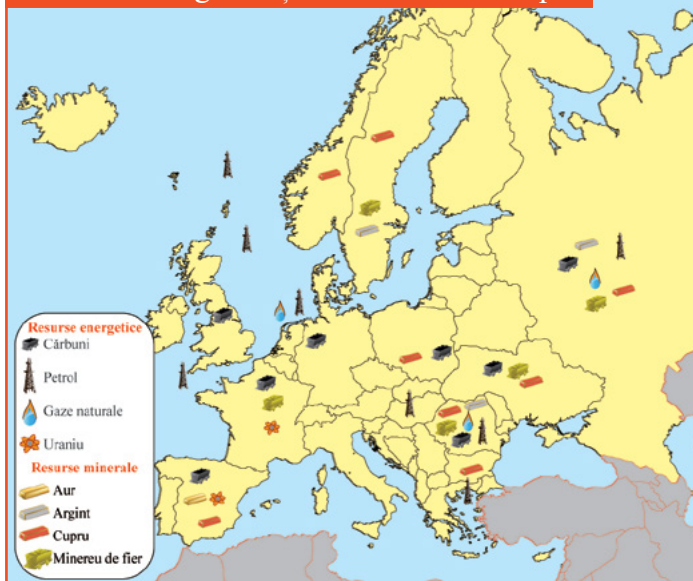 Resurse energetice
Cărbuni
Petrol
Gaze naturale
Uraniu
Resurse minerale
Aur
Argint
Cupru
Minereu de fier